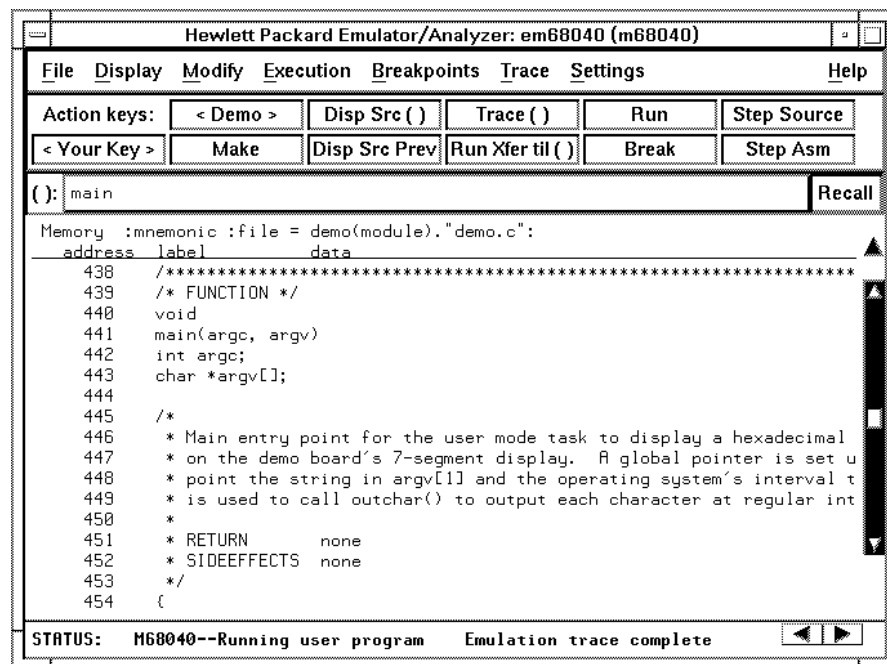 Hewlett Packard Emulator/Analyzer: em68040 (m68040)
File Display Modify Execution Breakpoints Trace Settings Help
Action keys: < Demo > Disp Src ( ) Trace ( ) Run Step Source
< Your Key > Make Disp Src Prev Run Xfer til ( ) Break Step Asm
( ): main Recall
Memory :mnemonic :file = demo(module)."demo.c":
address label data
438 /*******************************************************************
439 /* FUNCTION */
440 void
441 main(argc, argv)
442 int argc;
443 char *argv[];
444
445 /*
446 * Main entry point for the user mode task to display a hexadecimal
447 * on the demo board's 7-segment display. A global pointer is set u
448 * point the string in argv[1] and the operating system's interval t
449 * is used to call outchar() to output each character at regular int
450 *
451 * RETURN none
452 * SIDEEFFECTS none
453 */
454 {
STATUS: M68040--Running user program Emulation trace complete